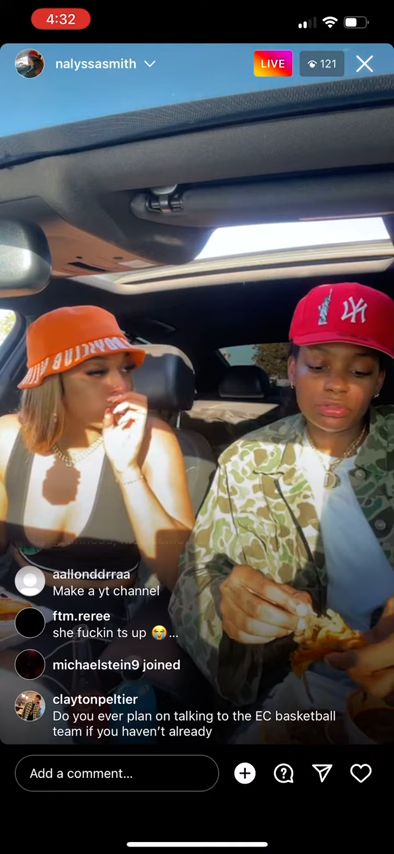 4:32
nalyssasmith
LIVE
121
NY
aallonddrraa
Make a yt channel
ftm.reree
she fuckin ts up 😭...
michaelstein9 joined
claytonpeltier
Do you ever plan on talking to the EC basketball
team if you haven't already
Add a comment...